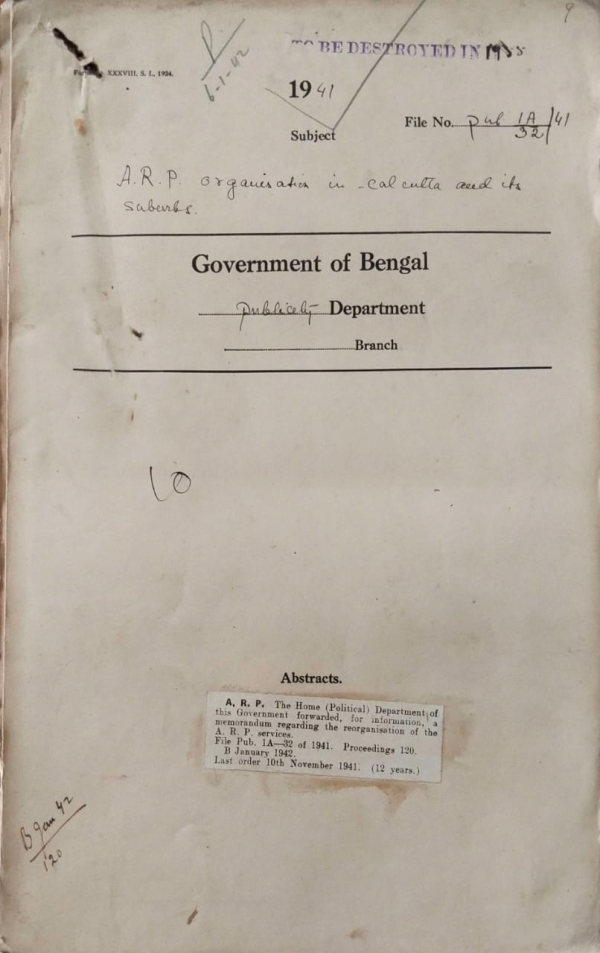 9
TO BE DESTROYED IN 1955
XXXVIII, S. I., 1924.
6-1-42
1941
File No. Pub 1A/32/41
Subject
A.R.P. organisation in Calcutta and its
suburbs.
Government of Bengal
Publicity Department
Branch
10
Abstracts.
A. R. P. The Home (Political) Department of
this Government forwarded, for information, a
memorandum regarding the reorganisation of the
A. R. P. services.
File Pub. 1A—32 of 1941. Proceedings 120.
B January 1942.
Last order 10th November 1941. (12 years.)
B Jan 42
120